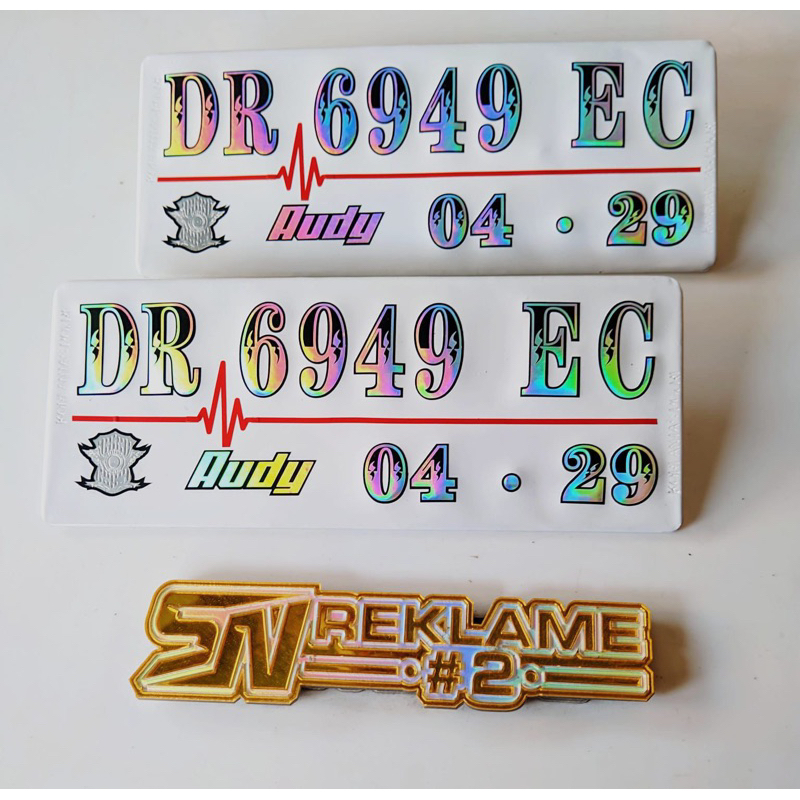 DR 6949 EC
Audy 04 · 29
DR 6949 EC
Audy 04 · 29
SN REKLAME
#2